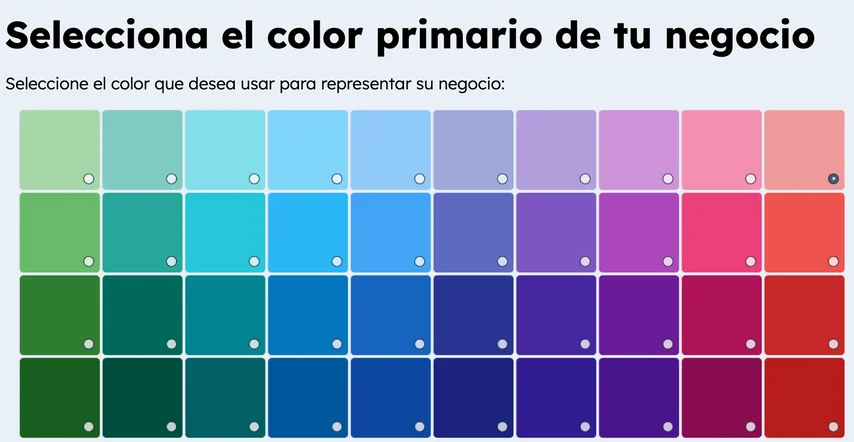 Selecciona el color primario de tu negocio
Seleccione el color que desea usar para representar su negocio: